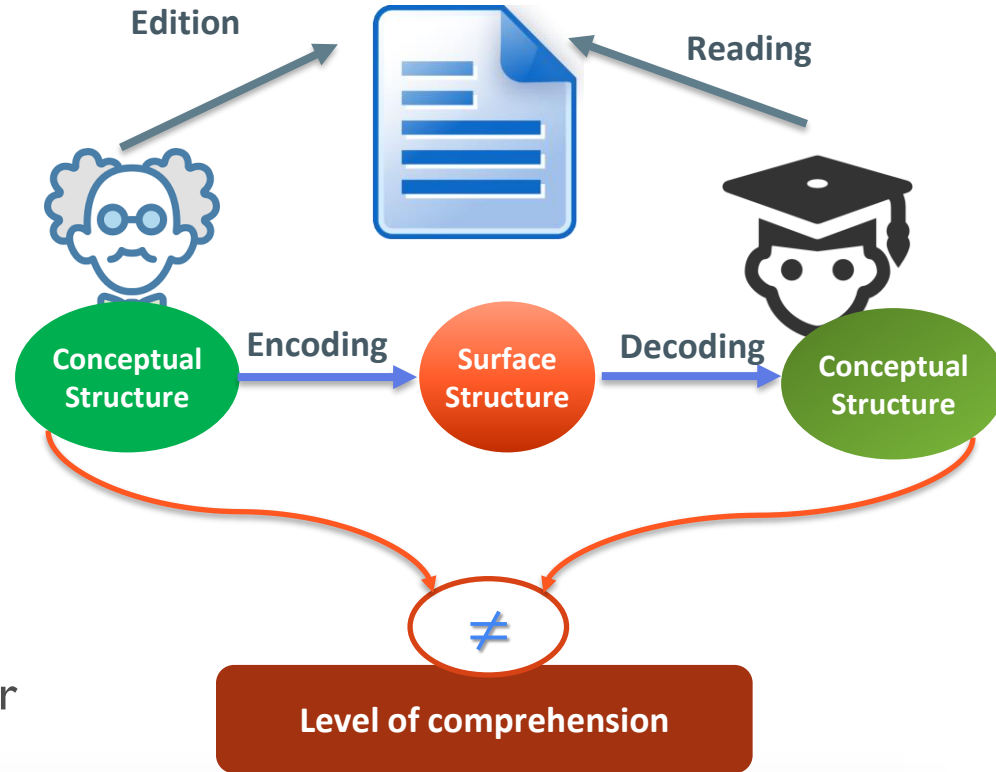 Edition
Reading
Conceptual
Structure
Encoding
Surface
Structure
Decoding
Conceptual
Structure
≠
r
Level of comprehension